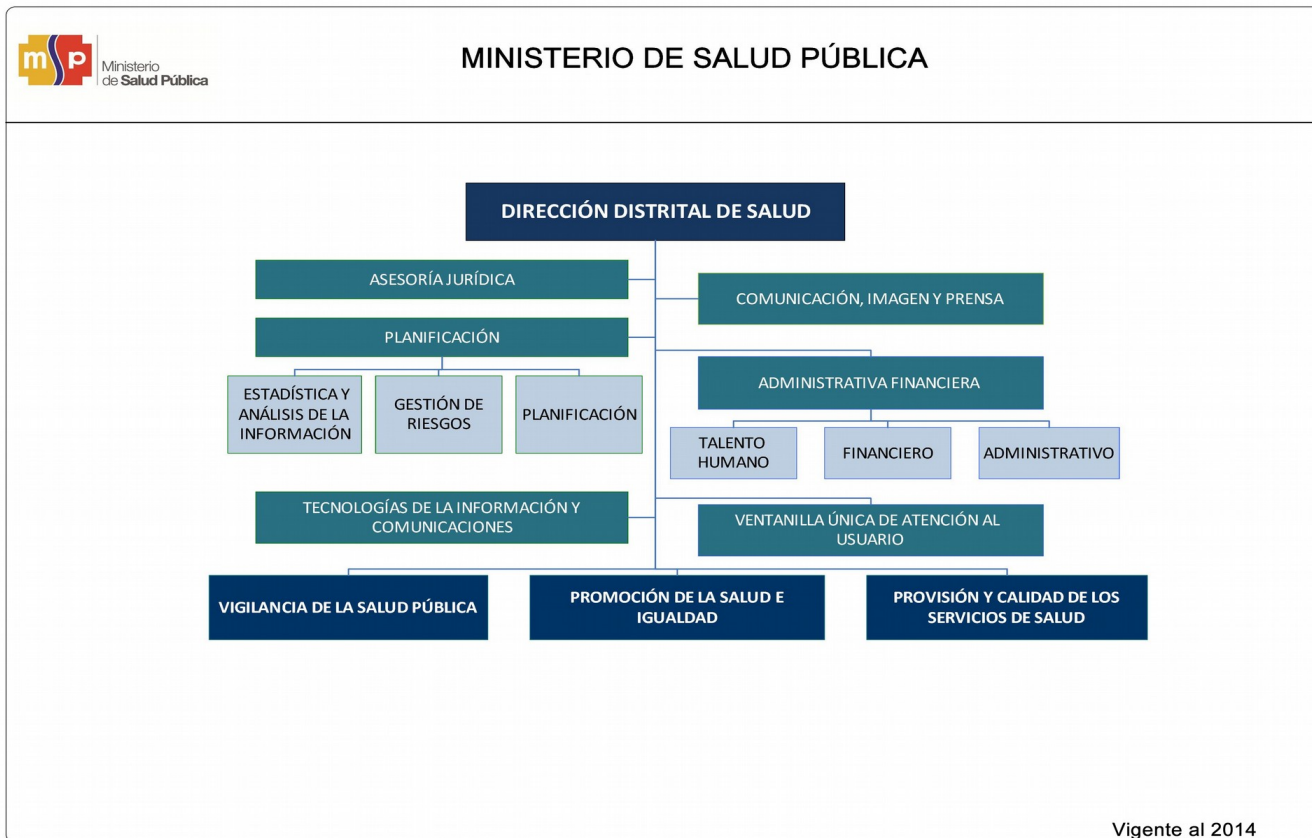 msp
Ministerio
de Salud Pública
MINISTERIO DE SALUD PÚBLICA
DIRECCIÓN DISTRITAL DE SALUD
ASESORÍA JURÍDICA
COMUNICACIÓN, IMAGEN Y PRENSA
PLANIFICACIÓN
ADMINISTRATIVA FINANCIERA
ESTADÍSTICA Y
ANÁLISIS DE LA
INFORMACIÓN
GESTIÓN DE
RIESGOS
PLANIFICACIÓN
TALENTO
HUMANO
FINANCIERO
ADMINISTRATIVO
TECNOLOGÍAS DE LA INFORMACIÓN Y
COMUNICACIONES
VENTANILLA ÚNICA DE ATENCIÓN AL
USUARIO
VIGILANCIA DE LA SALUD PÚBLICA
PROMOCIÓN DE LA SALUD E
IGUALDAD
PROVISIÓN Y CALIDAD DE LOS
SERVICIOS DE SALUD
Vigente al 2014